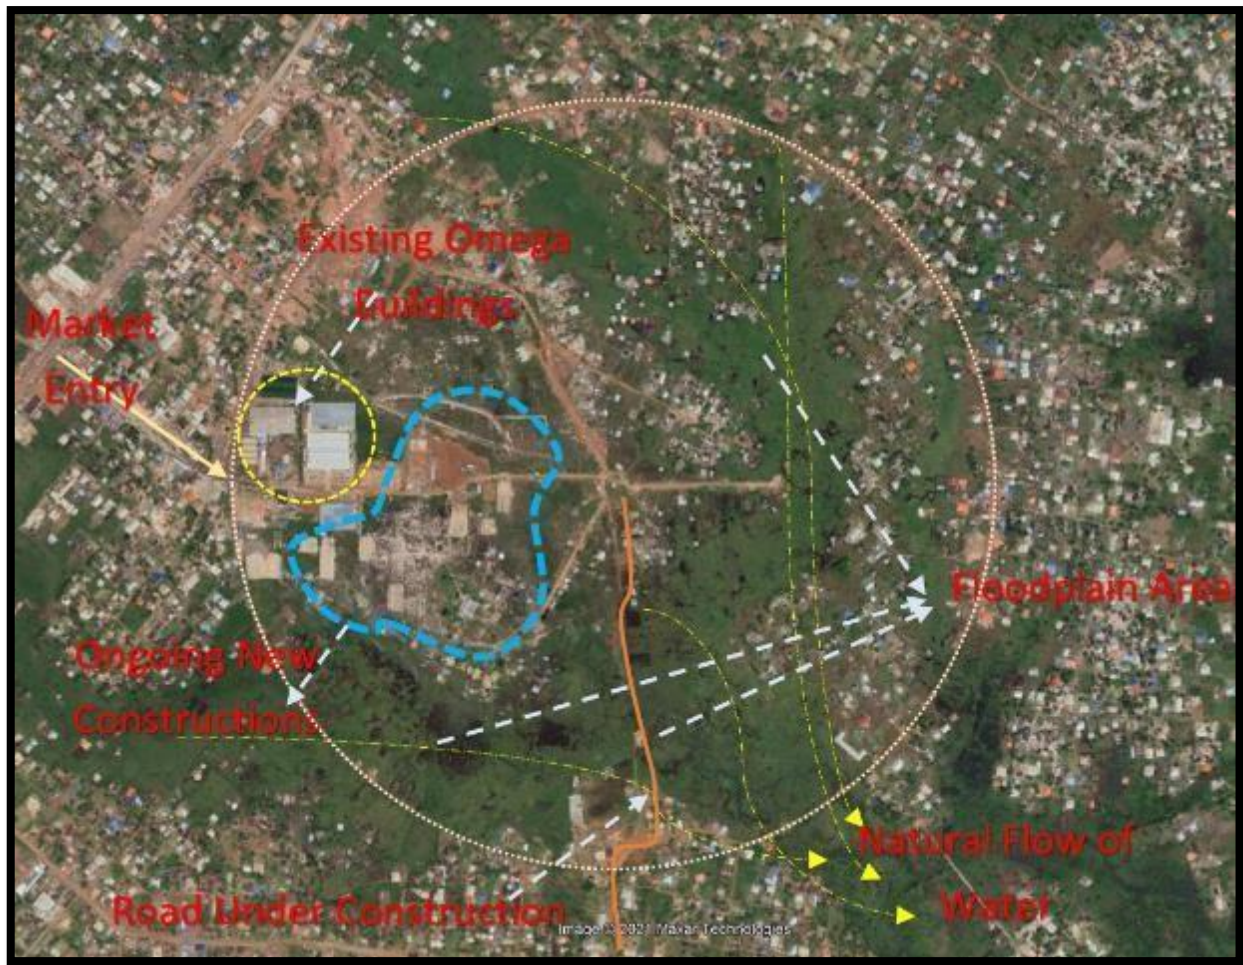 Existing Omega
Buildings
Market
Entry
Floodplain Area
Ongoing New
Constructions
Natural Flow of
Water
Road Under Construction
Image © 2021 Maxar Technologies